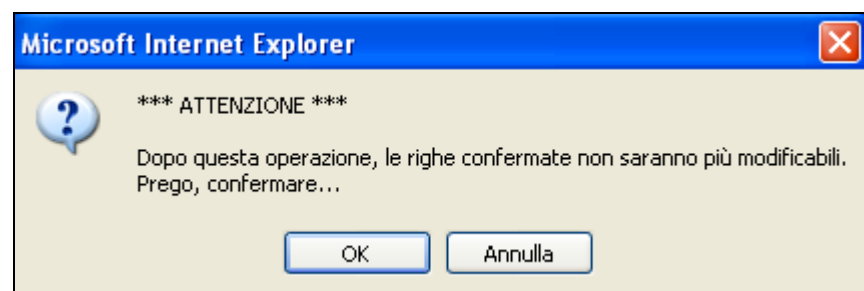 Microsoft Internet Explorer
*** ATTENZIONE ***
Dopo questa operazione, le righe confermate non saranno più modificabili.
Prego, confermare...
OK
Annulla